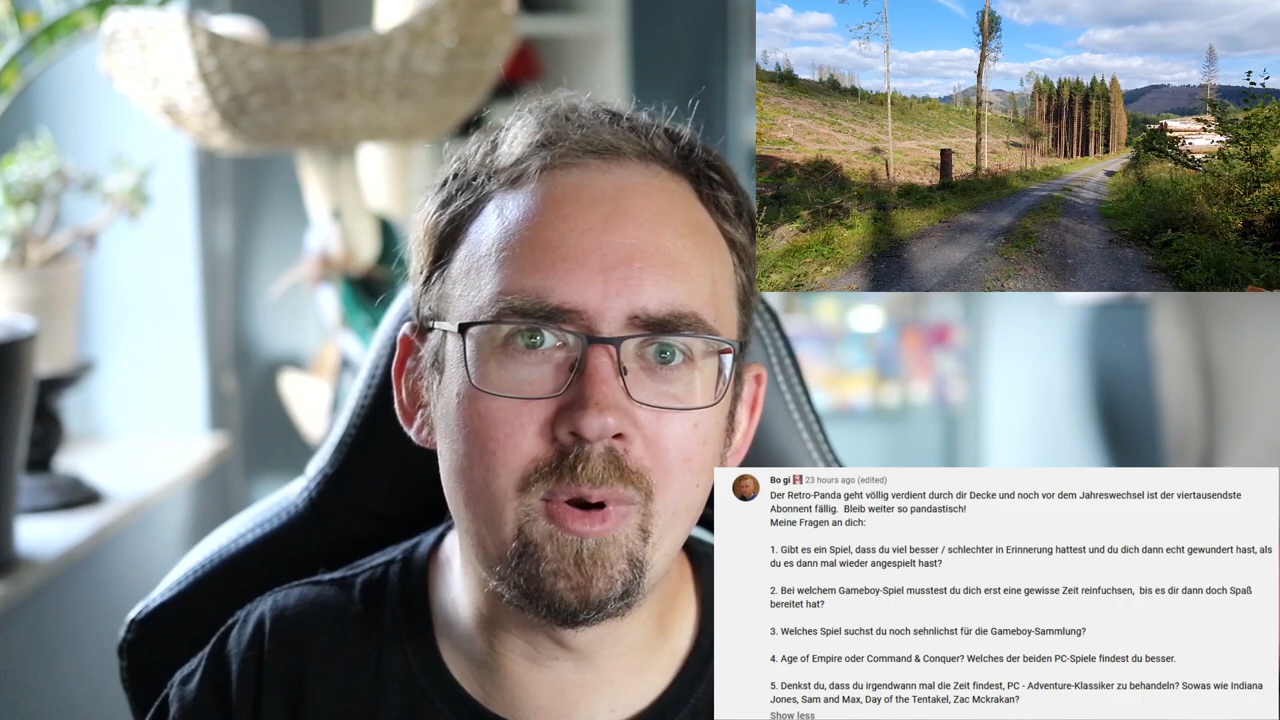 Bo gi 23 hours ago (edited)
Der Retro-Panda geht völlig verdient durch dir Decke und noch vor dem Jahreswechsel ist der viertausendste
Abonnent fällig. Bleib weiter so pandastisch!
Meine Fragen an dich:
1. Gibt es ein Spiel, dass du viel besser / schlechter in Erinnerung hattest und du dich dann echt gewundert hast, als
du es dann mal wieder angespielt hast?
2. Bei welchem Gameboy-Spiel musstest du dich erst eine gewisse Zeit reinfuchsen, bis es dir dann doch Spaß
bereitet hat?
3. Welches Spiel suchst du noch sehnlichst für die Gameboy-Sammlung?
4. Age of Empire oder Command & Conquer? Welches der beiden PC-Spiele findest du besser.
5. Denkst du, dass du irgendwann mal die Zeit findest, PC - Adventure-Klassiker zu behandeln? Sowas wie Indiana
Jones, Sam and Max, Day of the Tentakel, Zac Mckrakan?
Show less